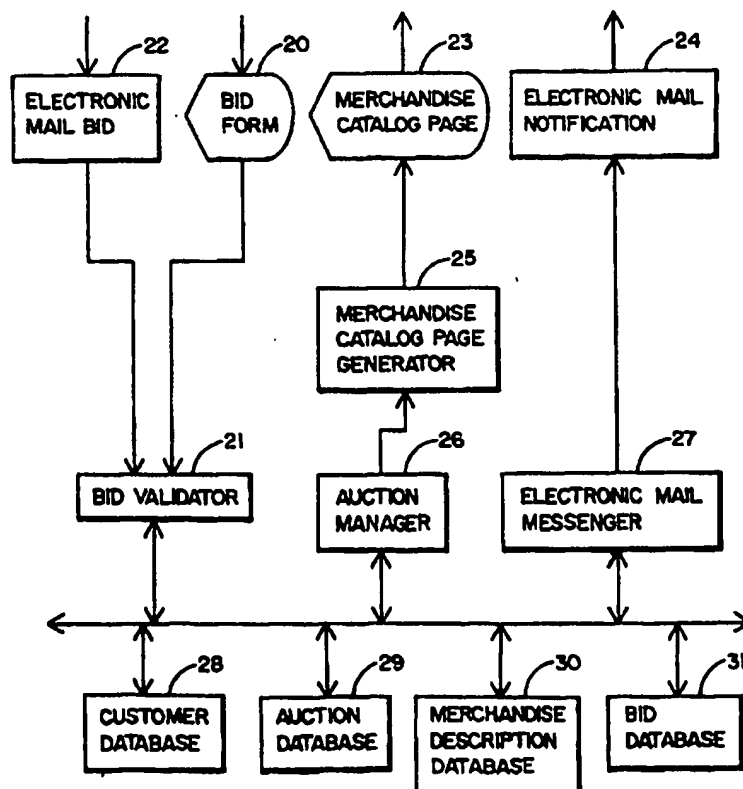 22
20
23
24
ELECTRONIC
MAIL BID
BID
FORM
MERCHANDISE
CATALOG PAGE
ELECTRONIC MAIL
NOTIFICATION
25
MERCHANDISE
CATALOG PAGE
GENERATOR
21
26
27
BID VALIDATOR
AUCTION
MANAGER
ELECTRONIC MAIL
MESSENGER
28
29
30
31
CUSTOMER
DATABASE
AUCTION
DATABASE
MERCHANDISE
DESCRIPTION
DATABASE
BID
DATABASE